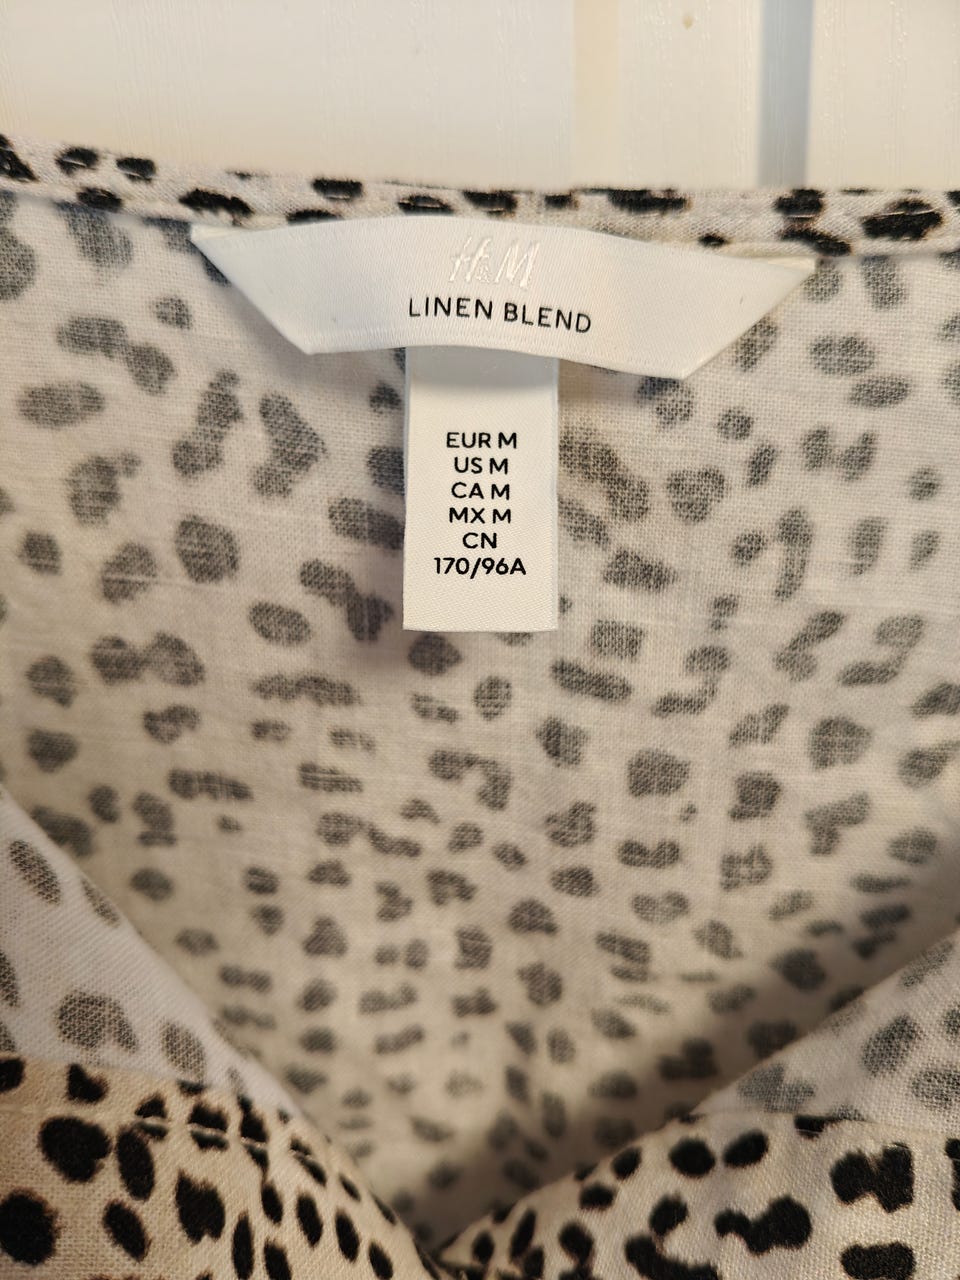 H&M
LINEN BLEND
EUR M
US M
CA M
MX M
CN
170/96A